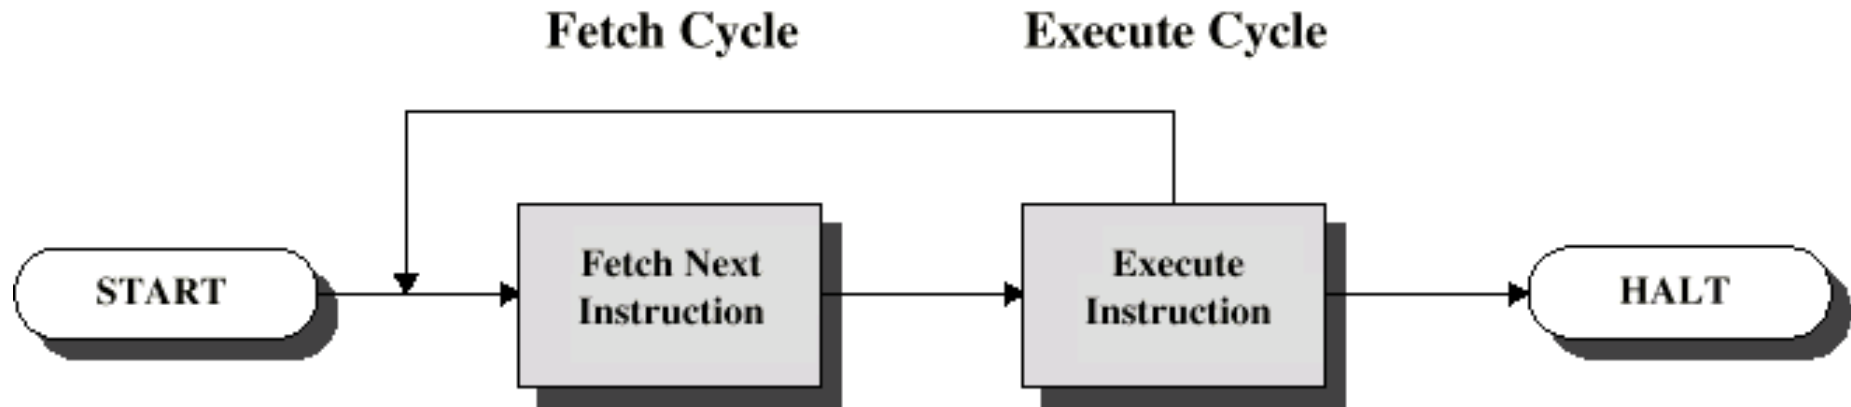 Fetch Cycle
Execute Cycle
START
Fetch Next
Instruction
Execute
Instruction
HALT